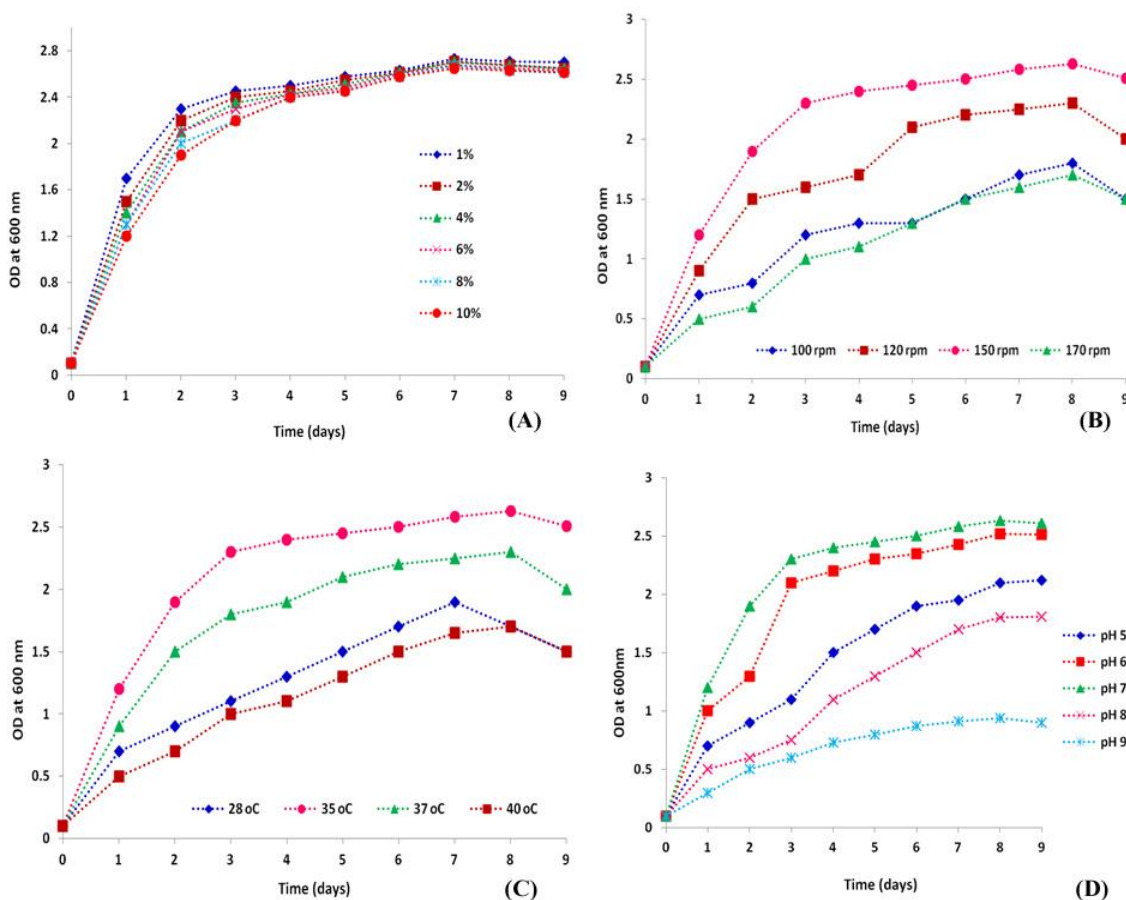 2.8
2.4
2
1.6
1.2
0.8
0.4
0
OD at 600 nm
1%
2%
4%
6%
8%
10%
0 1 2 3 4 5 6 7 8 9
Time (days)
(A)
3
2.5
2
1.5
1
0.5
0
OD at 600 nm
100 rpm 120 rpm 150 rpm 170 rpm
0 1 2 3 4 5 6 7 8 9
Time (days)
(B)
3
2.5
2
1.5
1
0.5
0
OD at 600nm
28 oC 35 oC 37 oC 40 oC
0 1 2 3 4 5 6 7 8 9
Time (days)
(C)
3
2.5
2
1.5
1
0.5
0
OD at 600nm
pH 5
pH 6
pH 7
pH 8
pH 9
0 1 2 3 4 5 6 7 8 9
Time (days)
(D)